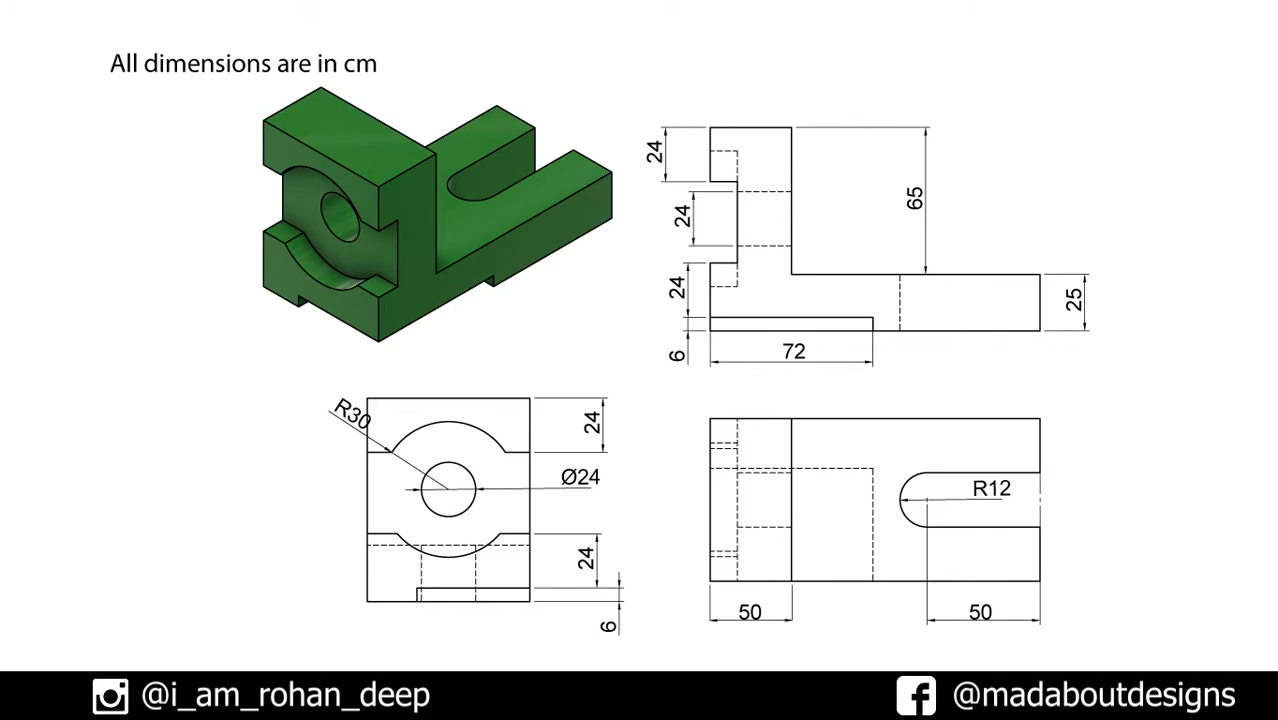 All dimensions are in cm
24
24
24
6
72
65
25
R30
24
Ø24
24
6
R12
50
50
@i_am_rohan_deep
@madaboutdesigns